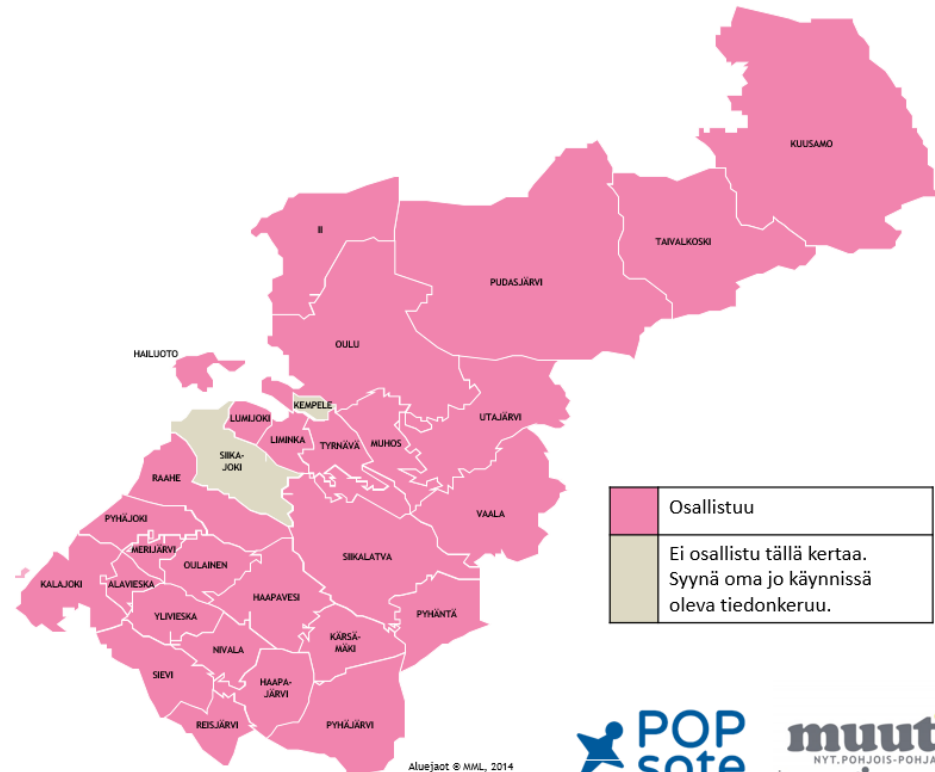 KUUSAMO
II
TAIVALKOSKI
PUDASJÄRVI
OULU
HAILUOTO
KEMPELE
LUMIJOKI
UTAJÄRVI
LIMINKA
TYRNÄVÄ
MUHOS
SIIKA-
JOKI
RAAHE
VAALA
PYHÄJOKI
MERIJÄRVI
SIIKALATVA
OULAINEN
KALAJOKI
ALAVIESKA
HAAPAVESI
YLIVIESKA
PYHÄNTÄ
KÄRSÄ-
MÄKI
NIVALA
SIEVI
HAAPA-
JÄRVI
REISJÄRVI
PYHÄJÄRVI
Osallistuu
Ei osallistu tällä kertaa.
Syynä oma jo käynnissä
oleva tiedonkeruu.
Aluejaot © MML, 2014
POP
sote
muut
NYT.POHJOIS-POHJA